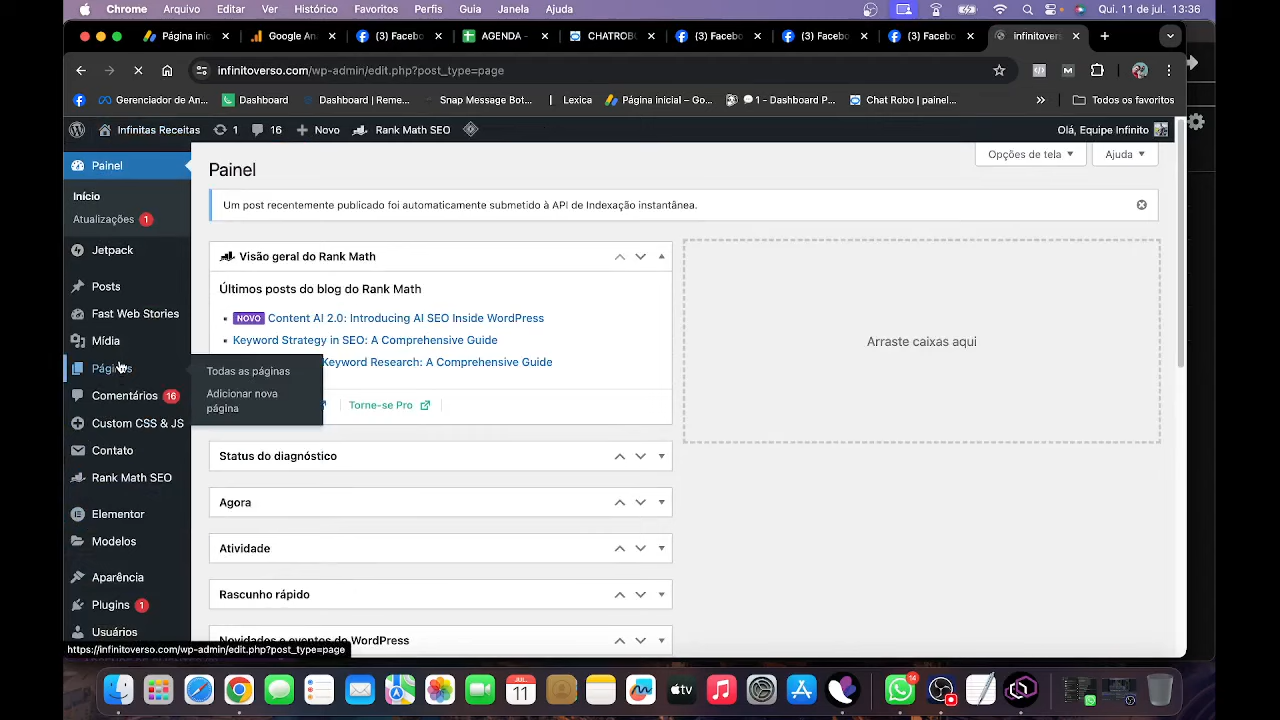 Chrome Arquivo Editar Ver Histórico Favoritos Perfis Guia Janela Ajuda Qui. 11 de jul. 13:36
Página inic Google Ana (3) Facebo (3) Facebo AGENDA - CHATROBO (3) Facebo (3) Facebo (3) Facebo infinitovers
infinitoverso.com/wp-admin/edit.php?post_type=page
Gerenciador de An... Dashboard Dashboard | Reme... Snap Message Bot... Lexica Página inicial – Go... 1 - Dashboard P... Chat Robo | painel... Todos os favoritos
Infinitas Receitas 1 16 Novo Rank Math SEO Olá, Equipe Infinito
Painel
Opções de tela
Ajuda
Painel
Início
Atualizações 1
Um post recentemente publicado foi automaticamente submetido à API de Indexação instantânea.
Jetpack
Posts
Fast Web Stories
Mídia
Páginas
Todas as páginas
Adicionar nova
página
Comentários 16
Custom CSS & JS
Contato
Rank Math SEO
Elementor
Modelos
Aparência
Plugins 1
Usuários
Visão geral do Rank Math
Últimos posts do blog do Rank Math
NOVO Content AI 2.0: Introducing AI SEO Inside WordPress
Keyword Strategy in SEO: A Comprehensive Guide
Keyword Research: A Comprehensive Guide
Torne-se Pro
Arraste caixas aqui
Status do diagnóstico
Agora
Atividade
Rascunho rápido
Novidades e eventos do WordPress
https://infinitoverso.com/wp-admin/edit.php?post_type=page
JUL.
11
tv
14